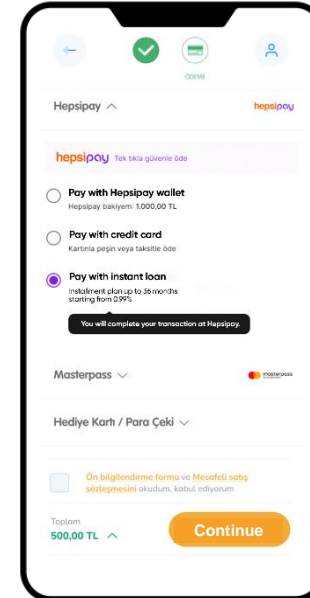 ÖDEME
Hepsipay
hepsipay
hepsipay Tek tıkla güvenle öde
Pay with Hepsipay wallet
Hepsipay bakiyem: 1.000,00 TL
Pay with credit card
Kartınla peşin veya taksitle öde
Pay with instant loan
Installment plan up to 36 months
starting from 0.99%
You will complete your transaction at Hepsipay.
Masterpass
masterpass
Hediye Kartı / Para Çeki
Ön bilgilendirme formu ve Mesafeli satış
sözleşmesini okudum, kabul ediyorum
Toplam
500,00 TL
Continue